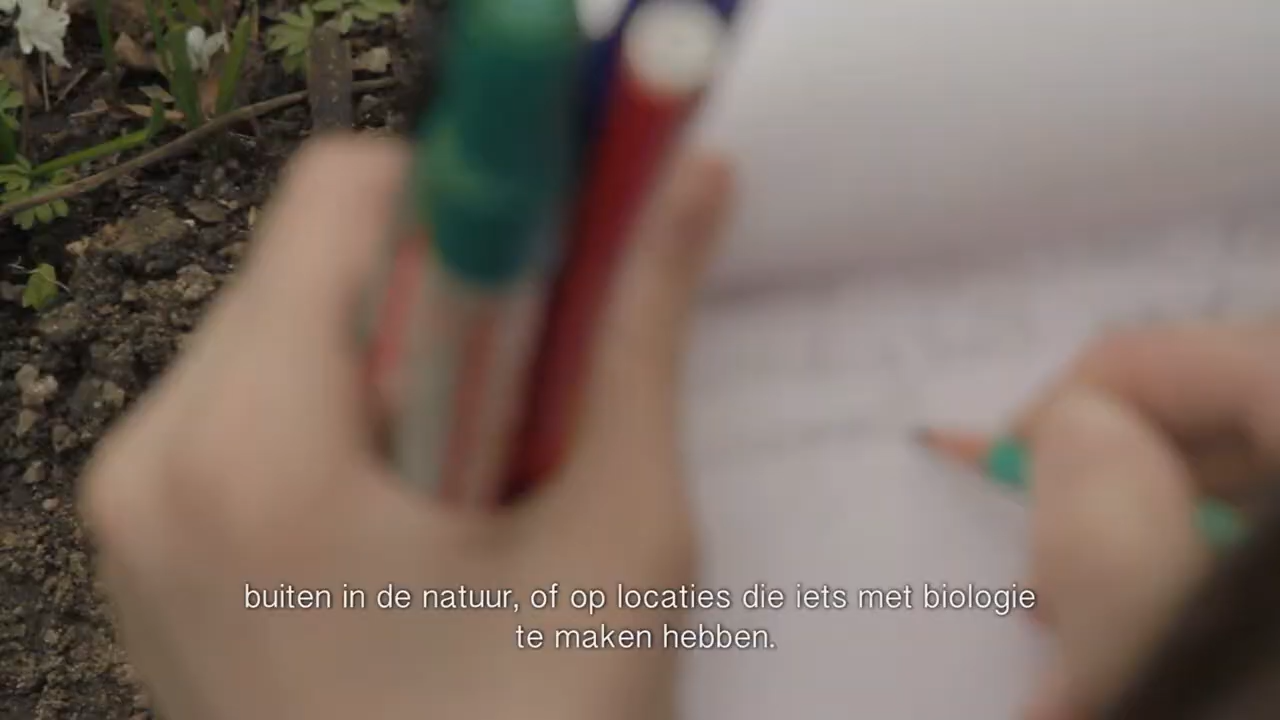 buiten in de natuur, of op locaties die iets met biologie
te maken hebben.